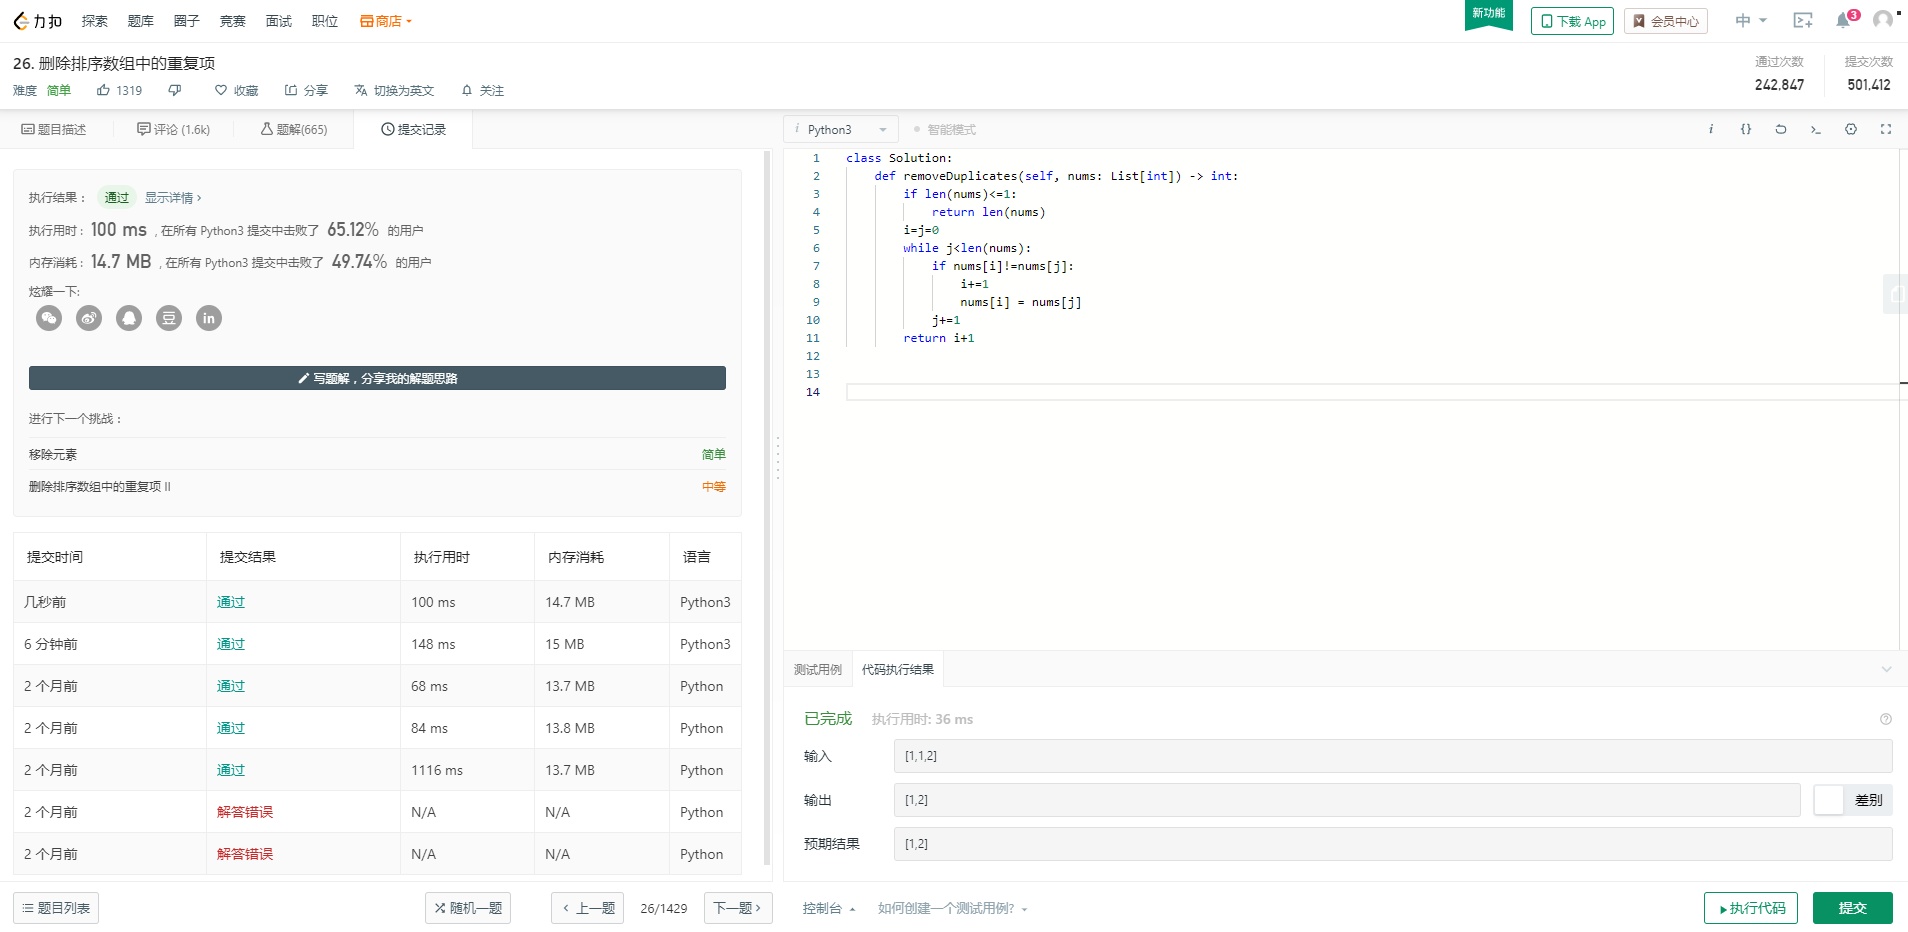 力扣 探索 题库 圈子 竞赛 面试 职位 商店 新功能 下载 App 会员中心 中 3
26. 删除排序数组中的重复项
难度 简单 1319 收藏 分享 切换为英文 关注
通过次数 提交次数
242,847 501,412
题目描述 评论 (1.6k) 题解(665) 提交记录
执行结果： 通过 显示详情 ›
执行用时 : 100 ms , 在所有 Python3 提交中击败了 65.12% 的用户
内存消耗 : 14.7 MB , 在所有 Python3 提交中击败了 49.74% 的用户
炫耀一下:
豆 in
写题解，分享我的解题思路
进行下一个挑战：
移除元素 简单
删除排序数组中的重复项 II 中等
提交时间 提交结果 执行用时 内存消耗 语言
几秒前 通过 100 ms 14.7 MB Python3
6 分钟前 通过 148 ms 15 MB Python3
2 个月前 通过 68 ms 13.7 MB Python
2 个月前 通过 84 ms 13.8 MB Python
2 个月前 通过 1116 ms 13.7 MB Python
2 个月前 解答错误 N/A N/A Python
2 个月前 解答错误 N/A N/A Python
题目列表 随机一题 ‹ 上一题 26/1429 下一题 ›
i Python3 智能模式 i {} >_
1 class Solution:
2 def removeDuplicates(self, nums: List[int]) -> int:
3 if len(nums)<=1:
4 return len(nums)
5 i=j=0
6 while j<len(nums):
7 if nums[i]!=nums[j]:
8 i+=1
9 nums[i] = nums[j]
10 j+=1
11 return i+1
12
13
14
测试用例 代码执行结果
已完成 执行用时: 36 ms
输入 [1,1,2]
输出 [1,2] 差别
预期结果 [1,2]
控制台 如何创建一个测试用例? 执行代码 提交